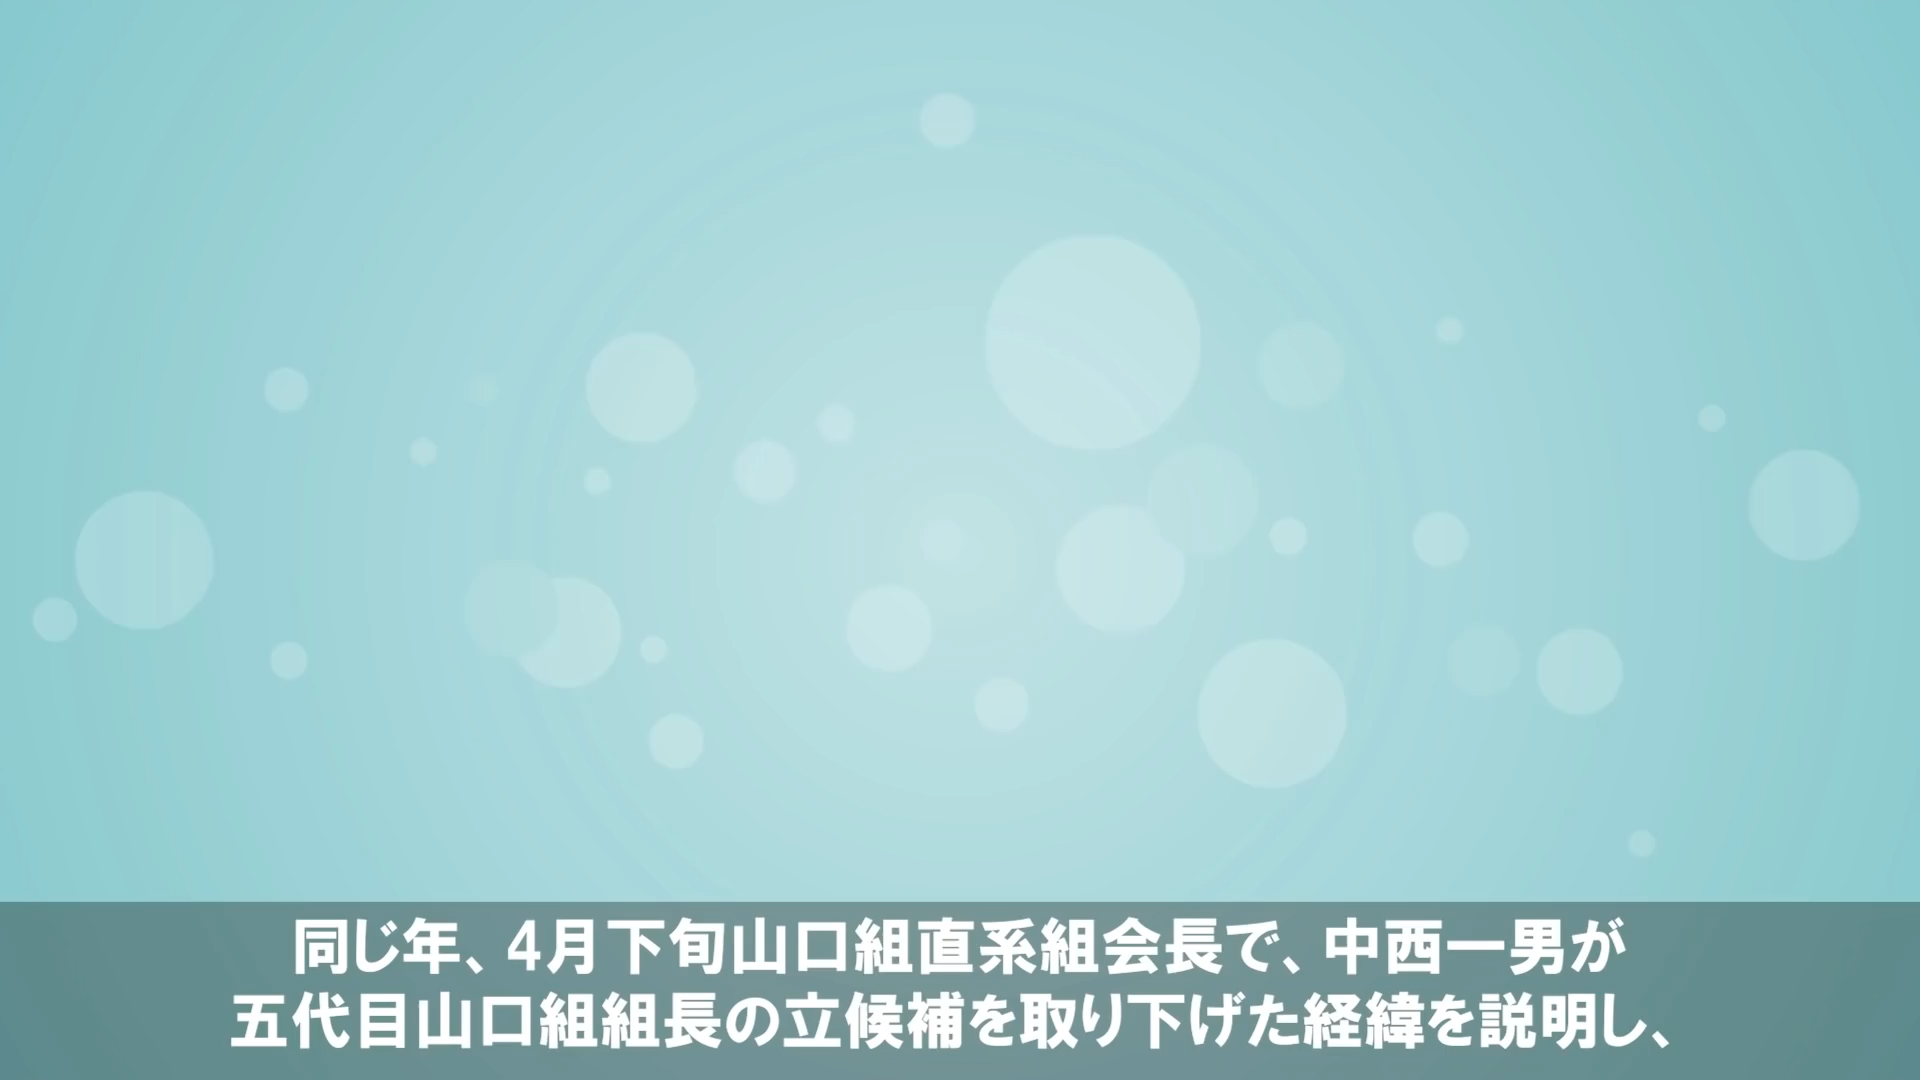 同じ年、4月下旬山口組直系組会長で、中西一男が
五代目山口組組長の立候補を取り下げた経緯を説明し、